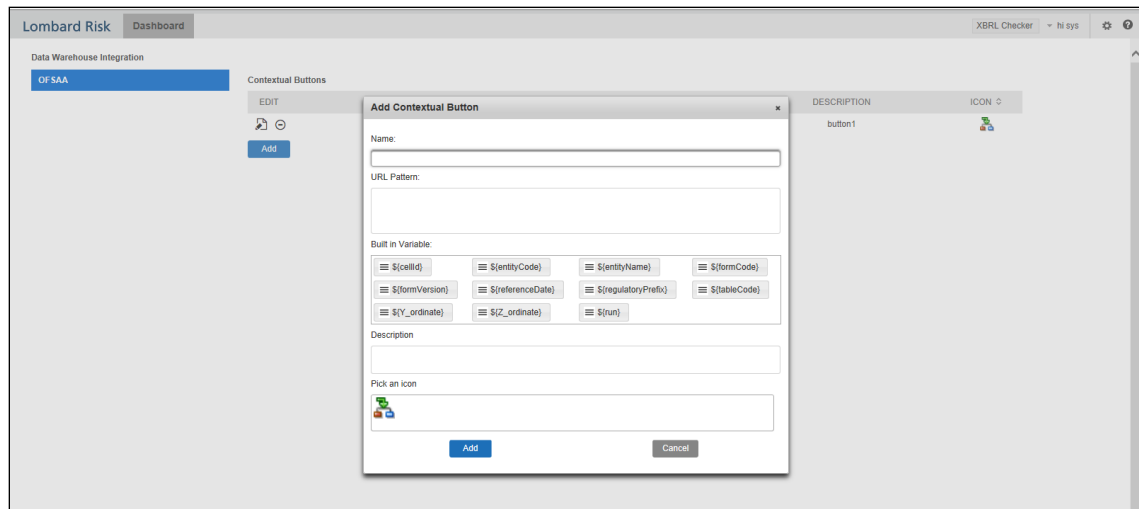 Lombard Risk
Dashboard
XBRL Checker
hi sys
Data Warehouse Integration
OFSAA
Contextual Buttons
EDIT
DESCRIPTION
ICON
button1
Add
Add Contextual Button
x
Name:
URL Pattern:
Built in Variable:
${cellId} ${entityCode} ${entityName} ${formCode}
${formVersion} ${referenceDate} ${regulatoryPrefix} ${tableCode}
${Y_ordinate} ${Z_ordinate} ${run}
Description
Pick an icon
Add
Cancel